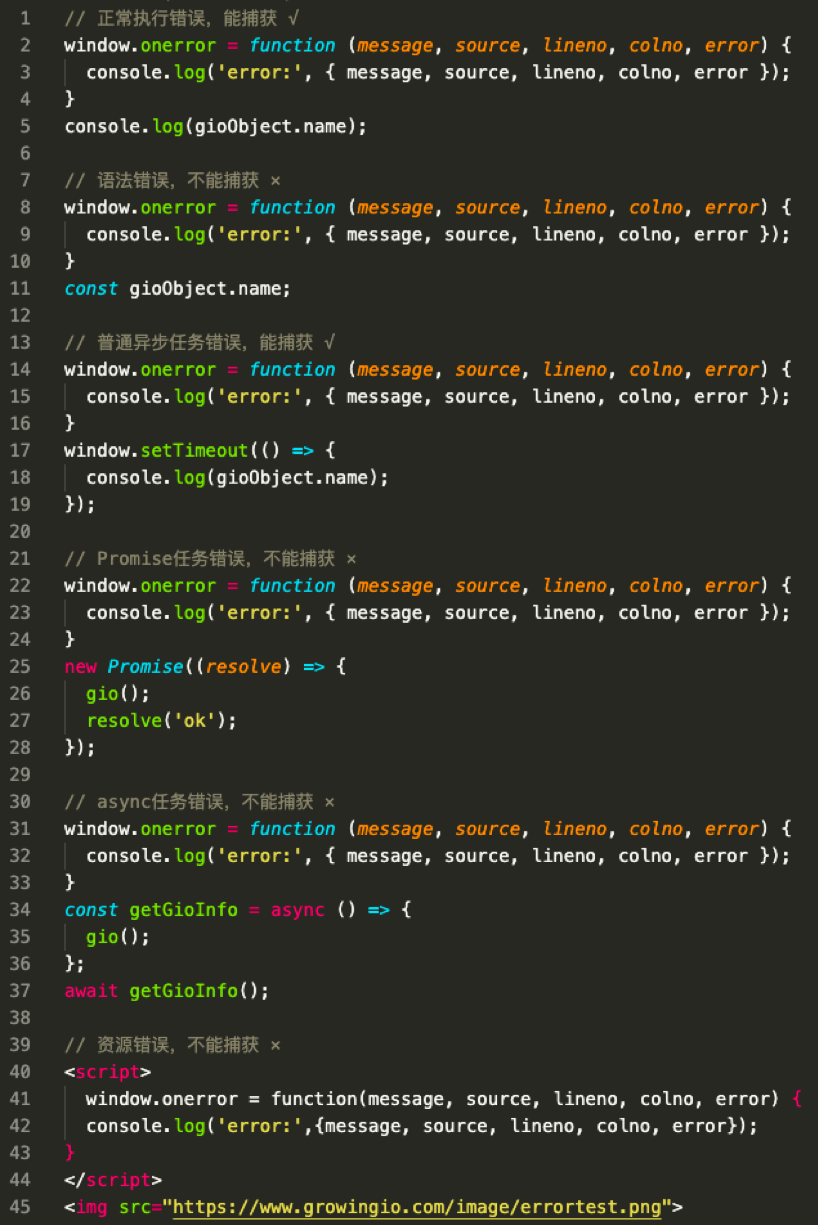 1 // 正常执行错误，能捕获 √
2 window.onerror = function (message, source, lineno, colno, error) {
3 console.log('error:', { message, source, lineno, colno, error });
4 }
5 console.log(gioObject.name);
6
7 // 语法错误，不能捕获 ×
8 window.onerror = function (message, source, lineno, colno, error) {
9 console.log('error:', { message, source, lineno, colno, error });
10 }
11 const gioObject.name;
12
13 // 普通异步任务错误，能捕获 √
14 window.onerror = function (message, source, lineno, colno, error) {
15 console.log('error:', { message, source, lineno, colno, error });
16 }
17 window.setTimeout(() => {
18 console.log(gioObject.name);
19 });
20
21 // Promise任务错误，不能捕获 ×
22 window.onerror = function (message, source, lineno, colno, error) {
23 console.log('error:', { message, source, lineno, colno, error });
24 }
25 new Promise((resolve) => {
26 gio();
27 resolve('ok');
28 });
29
30 // async任务错误，不能捕获 ×
31 window.onerror = function (message, source, lineno, colno, error) {
32 console.log('error:', { message, source, lineno, colno, error });
33 }
34 const getGioInfo = async () => {
35 gio();
36 };
37 await getGioInfo();
38
39 // 资源错误，不能捕获 ×
40 <script>
41 window.onerror = function(message, source, lineno, colno, error) {
42 console.log('error:',{message, source, lineno, colno, error});
43 }
44 </script>
45 <img src="https://www.growingio.com/image/errortest.png">